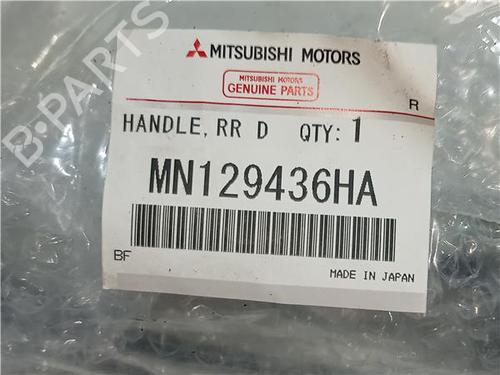 MITSUBISHI MOTORS
MITSUBISHI MOTORS
GENUINE PARTS
R
HANDLE, RR D QTY: 1
MN129436HA
BF
MADE IN JAPAN
B-PARTS